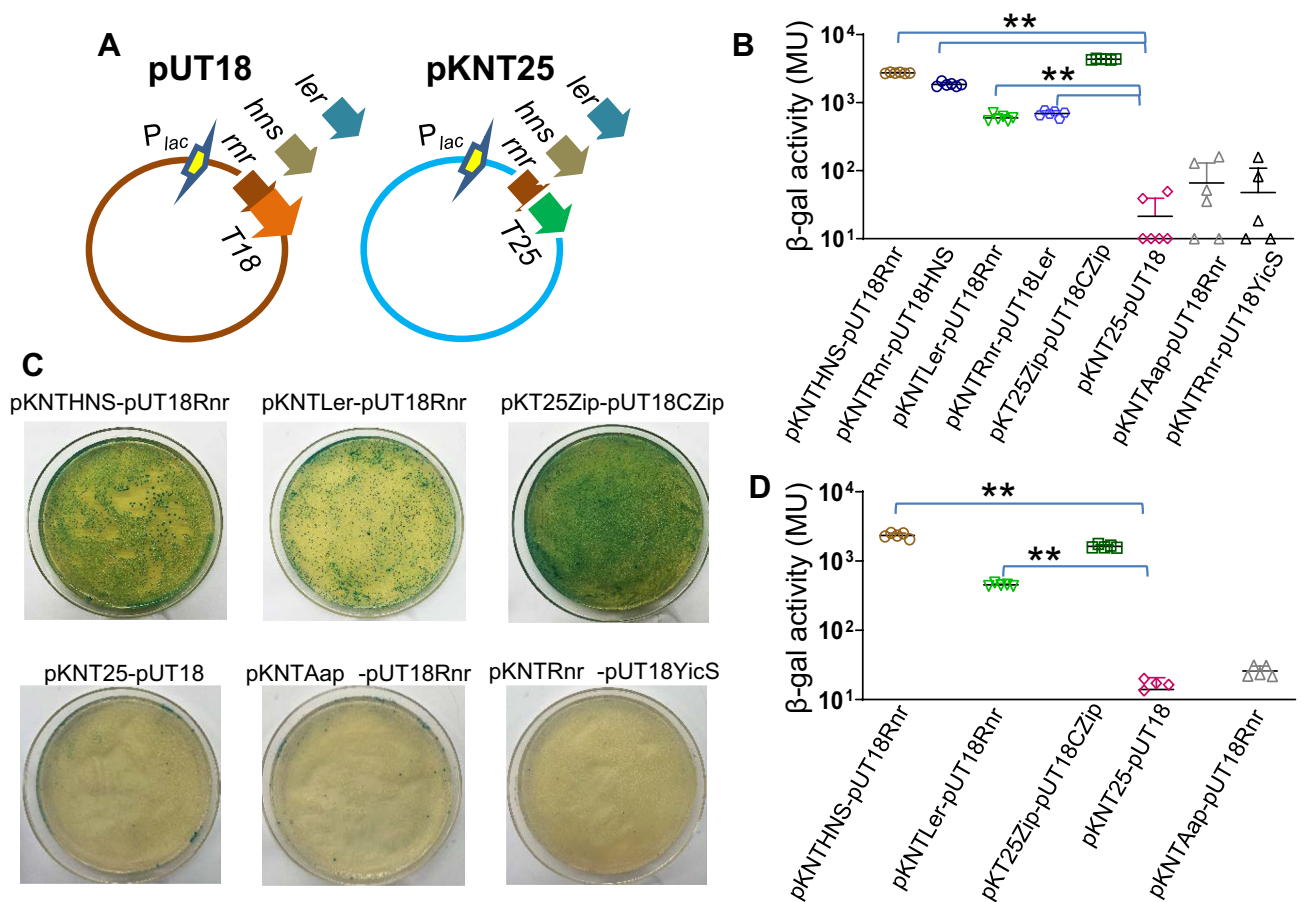 A
pUT18
pKNT25
P lac
rnr
hns
ler
T18
P lac
rnr
hns
ler
T25
B
β-gal activity (MU)
10⁴
10³
10²
10¹
**
**
pKNTHNS-pUT18Rnr
pKNTRnr-pUT18HNS
pKNTLer-pUT18Rnr
pKNTRnr-pUT18Ler
pKT25Zip-pUT18CZip
pKNT25-pUT18
pKNTAap-pUT18Rnr
pKNTRnr-pUT18YicS
C
pKNTHNS-pUT18Rnr
pKNTLer-pUT18Rnr
pKT25Zip-pUT18CZip
pKNT25-pUT18
pKNTAap -pUT18Rnr
pKNTRnr -pUT18YicS
D
β-gal activity (MU)
10⁴
10³
10²
10¹
**
**
pKNTHNS-pUT18Rnr
pKNTLer-pUT18Rnr
pKT25Zip-pUT18CZip
pKNT25-pUT18
pKNTAap-pUT18Rnr